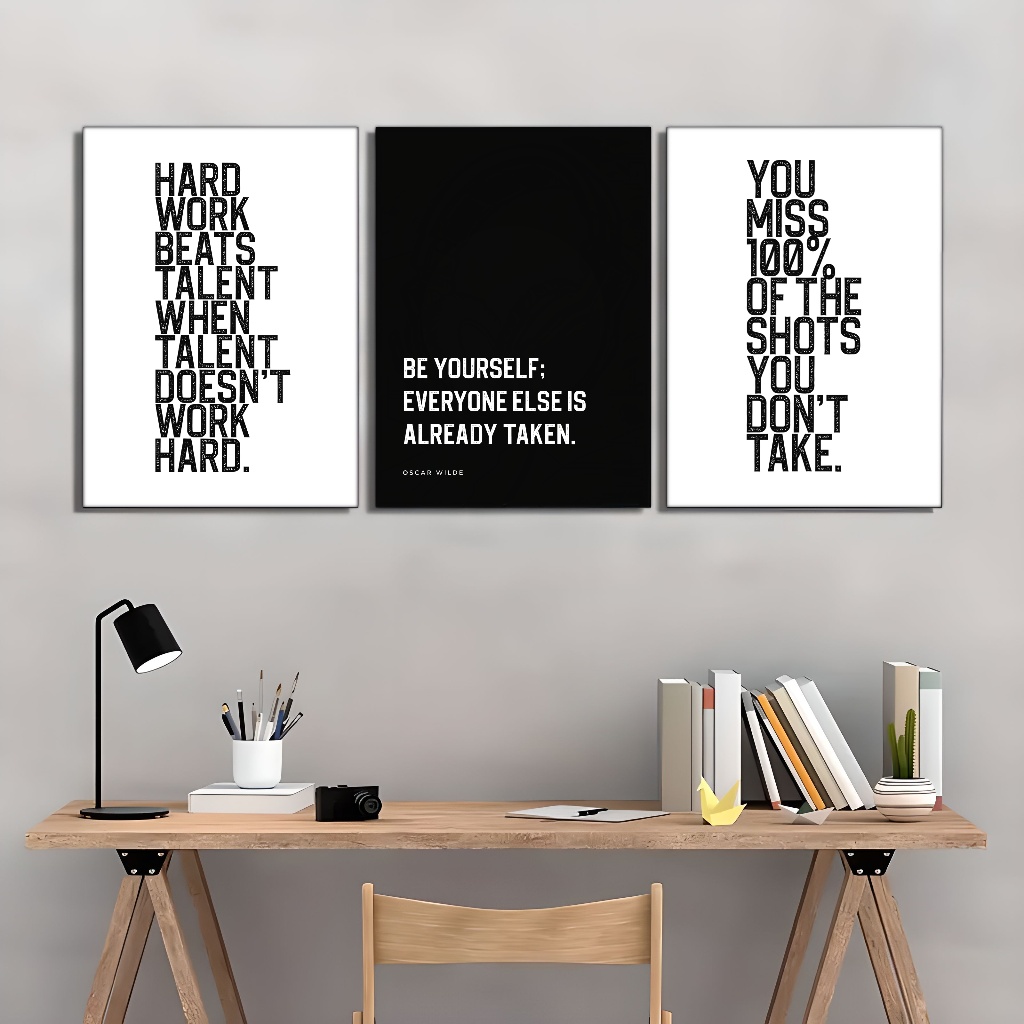 HARD
WORK
BEATS
TALENT
WHEN
TALENT
DOESN'T
WORK
HARD.
BE YOURSELF;
EVERYONE ELSE IS
ALREADY TAKEN.
OSCAR WILDE
YOU
MISS
100%
OF THE
SHOTS
YOU
DON'T
TAKE.